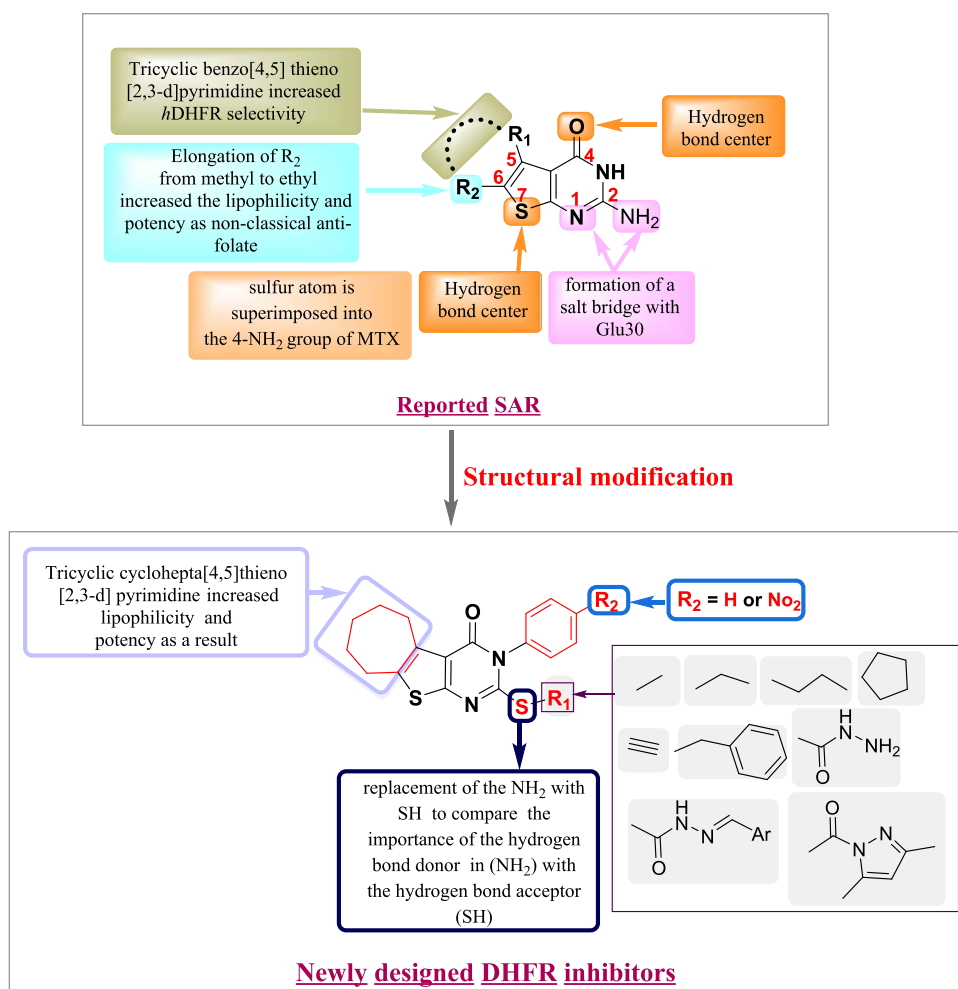 Tricyclic benzo[4,5] thieno
[2,3-d]pyrimidine increased
hDHFR selectivity
Elongation of R2
from methyl to ethyl
increased the lipophilicity and
potency as non-classical anti-
folate
R1
O
Hydrogen
bond center
5
4
NH
6
R2
7
S
1
N
2
NH2
sulfur atom is
superimposed into
the 4-NH2 group of MTX
Hydrogen
bond center
formation of a
salt bridge with
Glu30
Reported SAR
Structural modification
Tricyclic cyclohepta[4,5]thieno
[2,3-d] pyrimidine increased
lipophilicity and
potency as a result
O
N
S
N
S
R1
R2
R2 = H or No2
H
N
NH2
O
H
N
N
Ar
O
O
N
N
replacement of the NH2 with
SH to compare the
importance of the hydrogen
bond donor in (NH2) with
the hydrogen bond acceptor
(SH)
Newly designed DHFR inhibitors